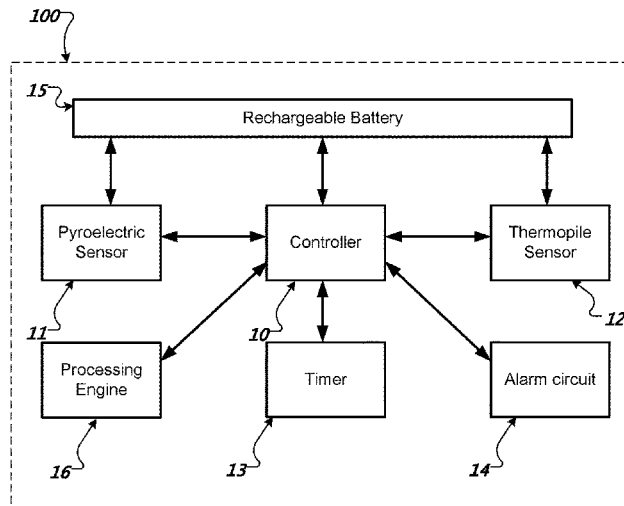 100
15
Rechargeable Battery
Pyroelectric
Sensor
Controller
Thermopile
Sensor
11
10
12
Processing
Engine
Timer
Alarm circuit
16
13
14